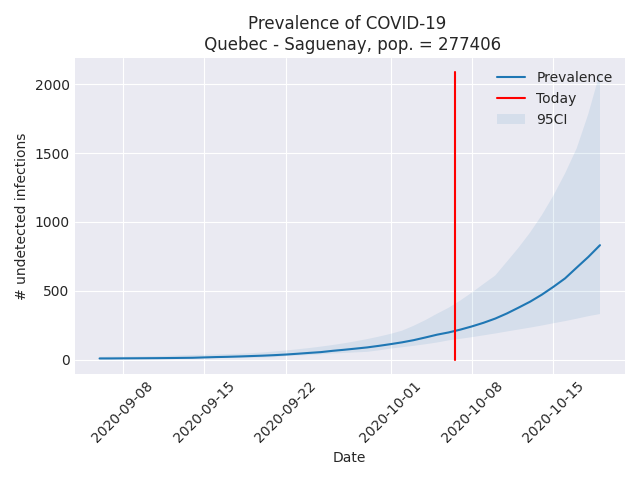 Prevalence of COVID-19
Quebec - Saguenay, pop. = 277406
Prevalence
Today
95CI
# undetected infections
2000
1500
1000
500
0
2020-09-08
2020-09-15
2020-09-22
2020-10-01
2020-10-08
2020-10-15
Date